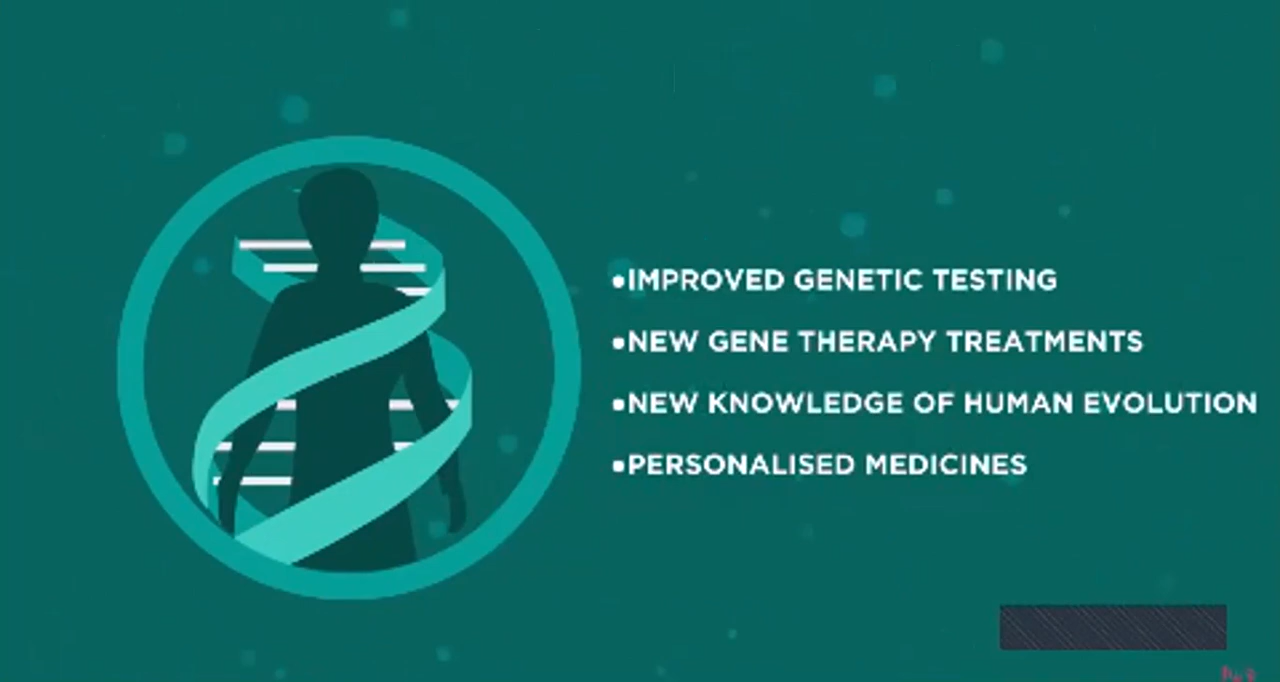 •IMPROVED GENETIC TESTING
•NEW GENE THERAPY TREATMENTS
•NEW KNOWLEDGE OF HUMAN EVOLUTION
•PERSONALISED MEDICINES